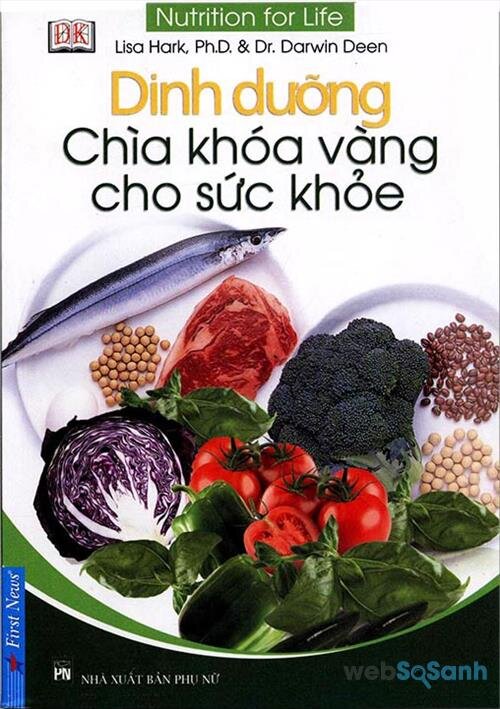 Nutrition for Life
DK
Lisa Hark, Ph.D. & Dr. Darwin Deen
Dinh dưỡng
Chìa khóa vàng
cho sức khỏe
First News
PN
NHÀ XUẤT BẢN PHỤ NỮ
webSoSanh